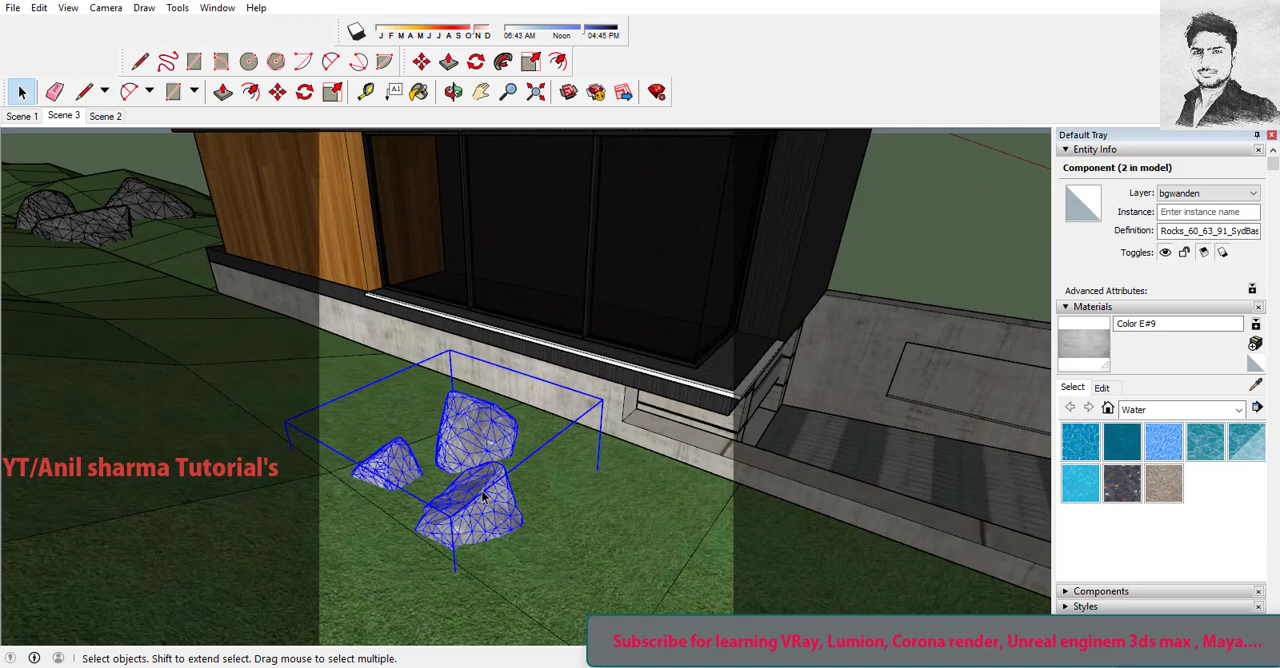 File Edit View Camera Draw Tools Window Help
J F M A M J J A S O N D 06:43 AM Noon 04:45 PM
A1
Scene 1 Scene 3 Scene 2
Default Tray
Entity Info
Component (2 in model)
Layer: bgwanden
Instance: Enter instance name
Definition: Rocks_60_63_91_SydBas
Toggles:
Advanced Attributes:
Materials
Color E#9
Select Edit
Water
YT/Anil sharma Tutorial's
Components
Styles
Subscribe for learning VRay, Lumion, Corona render, Unreal enginem 3ds max , Maya....
Select objects. Shift to extend select. Drag mouse to select multiple.